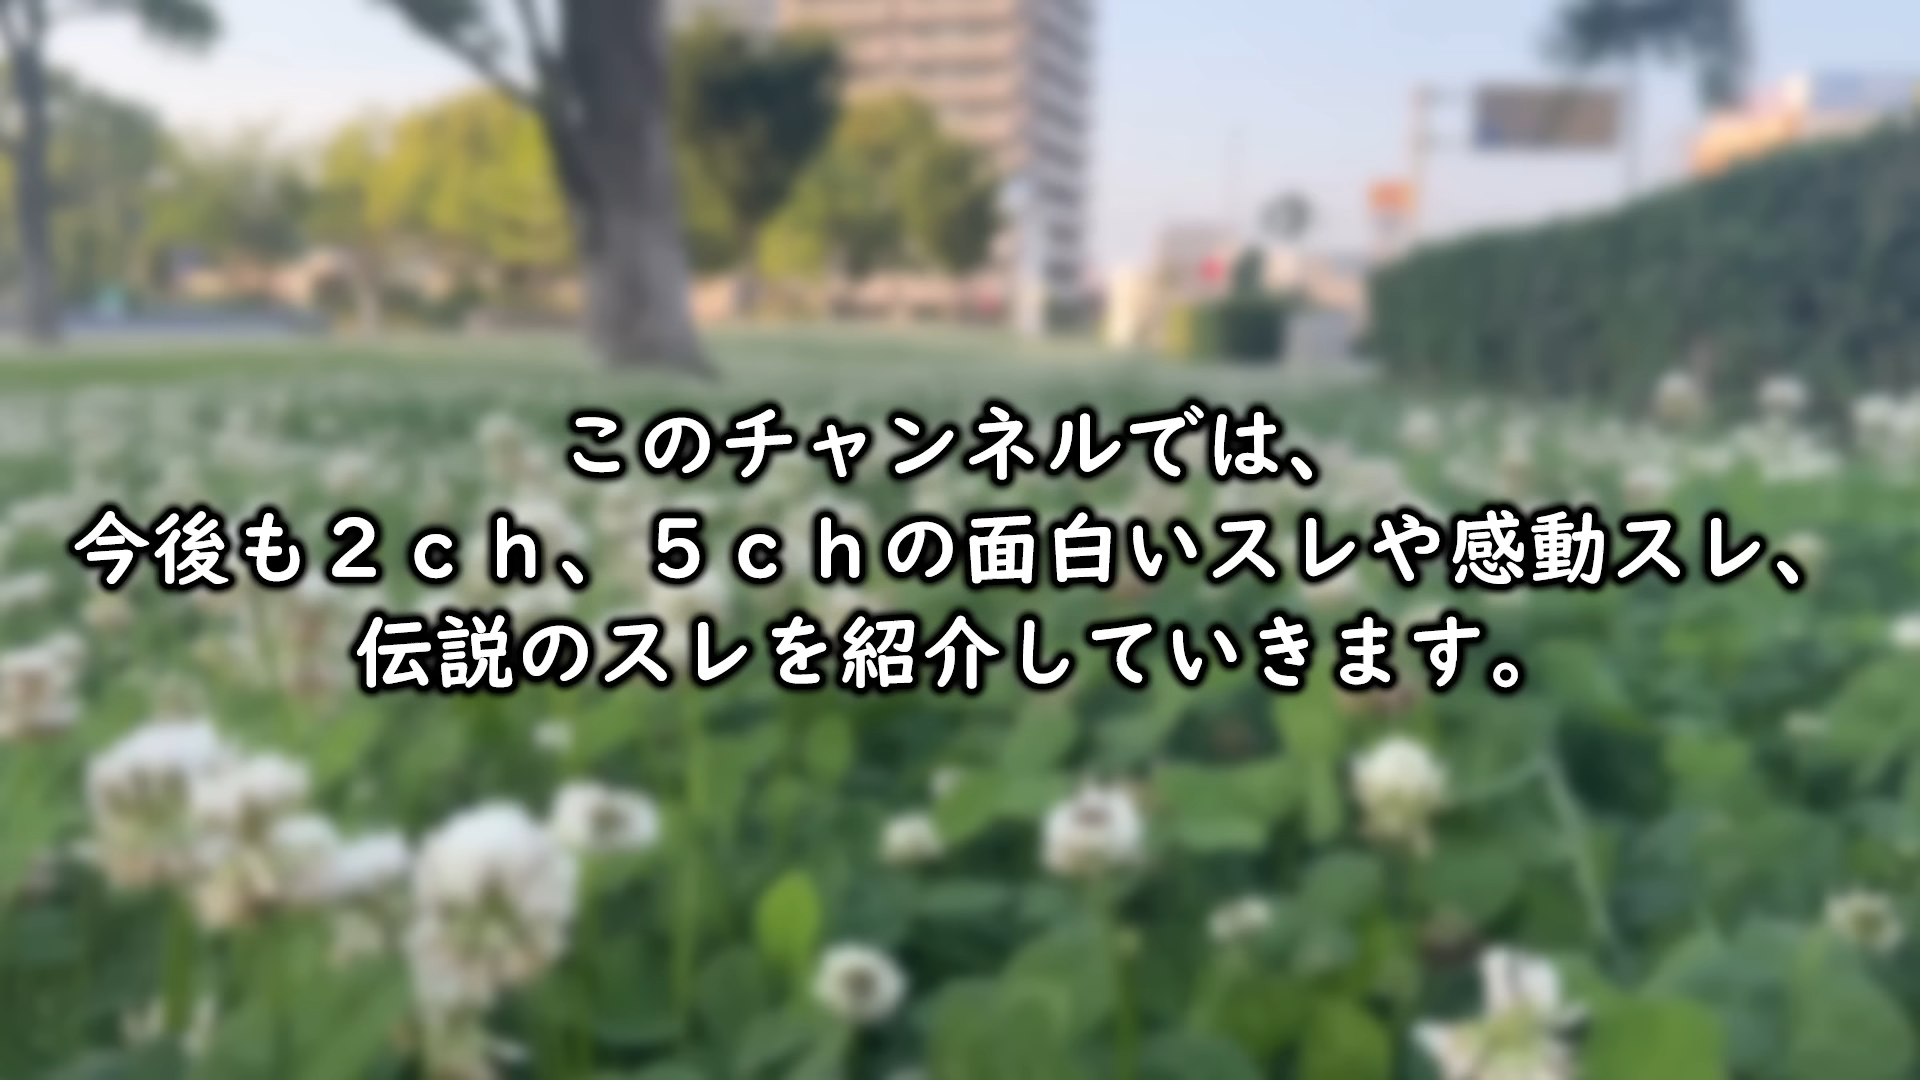 このチャンネルでは、
今後も２ｃｈ、５ｃｈの面白いスレや感動スレ、
伝説のスレを紹介していきます。